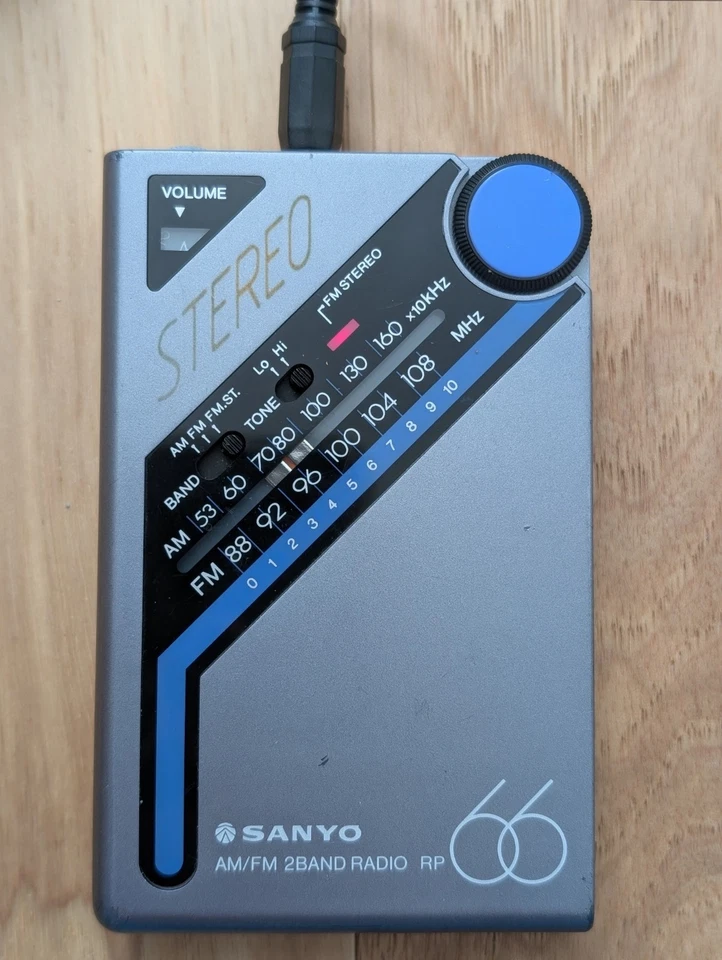 VOLUME
STEREO
FM STEREO
Lo Hi
TONE
AM FM FM.ST.
BAND
AM 53 60 70 80 100 130 160 ×10kHz
FM 88 92 96 100 104 108 MHz
0 1 2 3 4 5 6 7 8 9 10
SANYO
AM/FM 2BAND RADIO RP 66